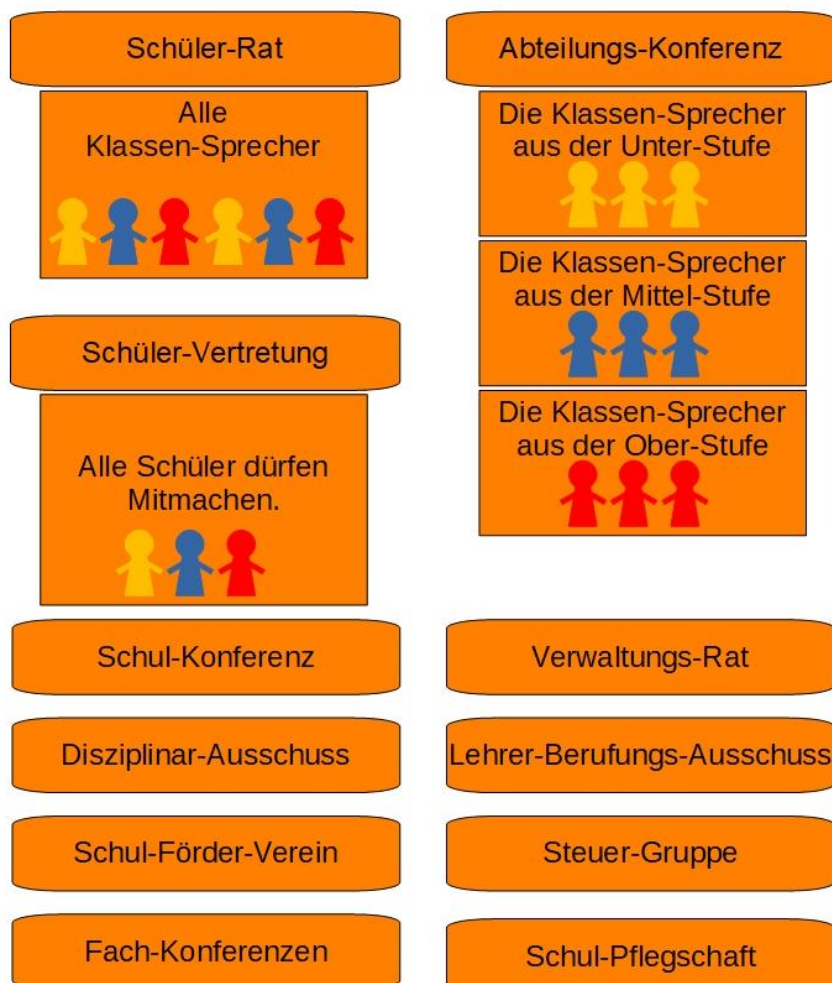 Schüler-Rat
Alle
Klassen-Sprecher
Schüler-Vertretung
Alle Schüler dürfen
Mitmachen.
Abteilungs-Konferenz
Die Klassen-Sprecher
aus der Unter-Stufe
Die Klassen-Sprecher
aus der Mittel-Stufe
Die Klassen-Sprecher
aus der Ober-Stufe
Schul-Konferenz
Verwaltungs-Rat
Disziplinar-Ausschuss
Lehrer-Berufungs-Ausschuss
Schul-Förder-Verein
Steuer-Gruppe
Fach-Konferenzen
Schul-Pflegschaft